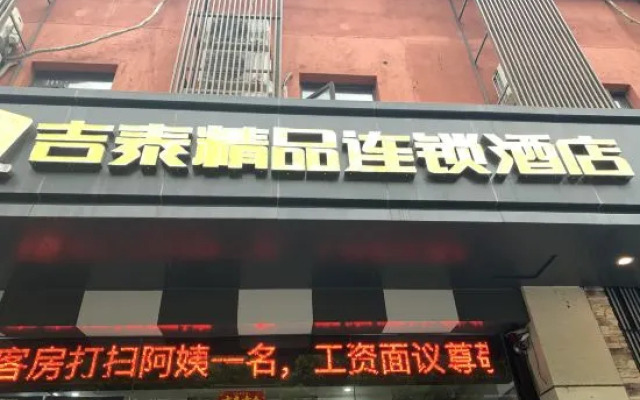 吉泰精品连锁酒店
客房打扫阿姨一名，工资面议尊敬